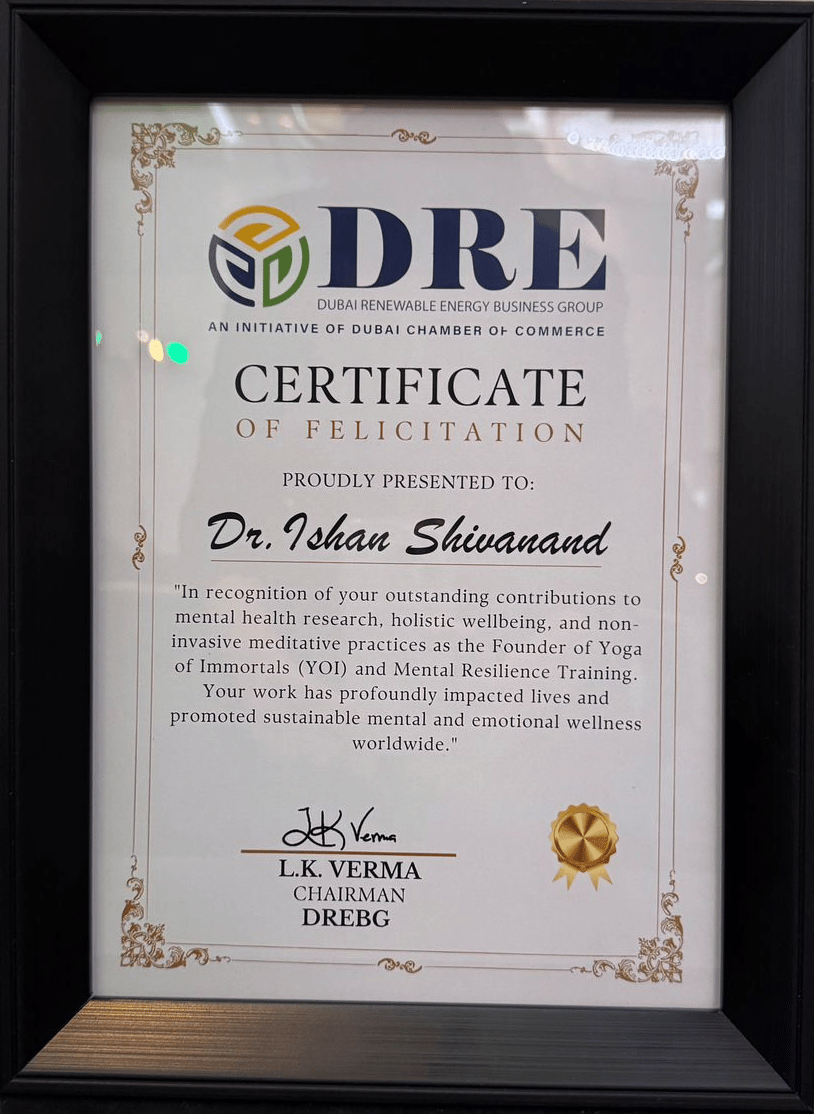 DRE
DUBAI RENEWABLE ENERGY BUSINESS GROUP
AN INITIATIVE OF DUBAI CHAMBER OF COMMERCE
CERTIFICATE
OF FELICITATION
PROUDLY PRESENTED TO:
Dr. Ishan Shivanand
"In recognition of your outstanding contributions to
mental health research, holistic wellbeing, and non-
invasive meditative practices as the Founder of Yoga
of Immortals (YOI) and Mental Resilience Training.
Your work has profoundly impacted lives and
promoted sustainable mental and emotional wellness
worldwide."
LK Verma
L.K. VERMA
CHAIRMAN
DREBG